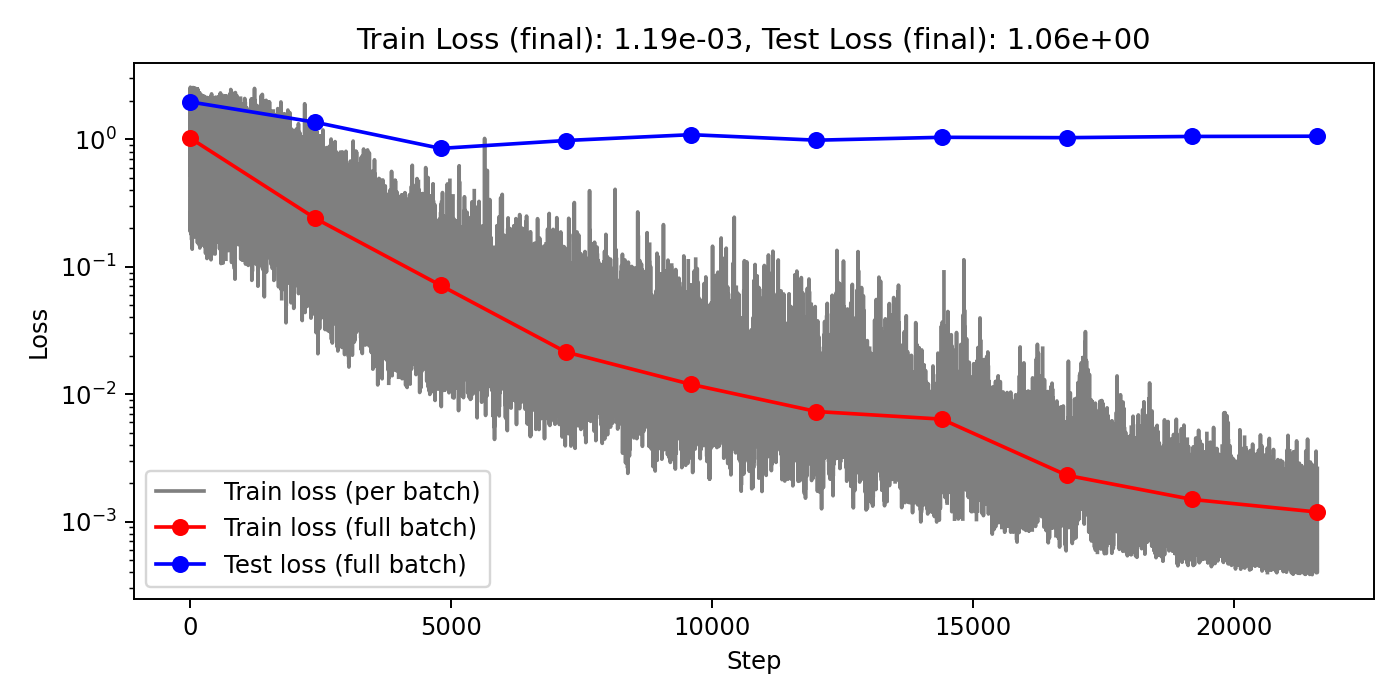 Train Loss (final): 1.19e-03, Test Loss (final): 1.06e+00
10⁰
10⁻¹
10⁻²
10⁻³
Loss
Train loss (per batch)
Train loss (full batch)
Test loss (full batch)
0 5000 10000 15000 20000
Step